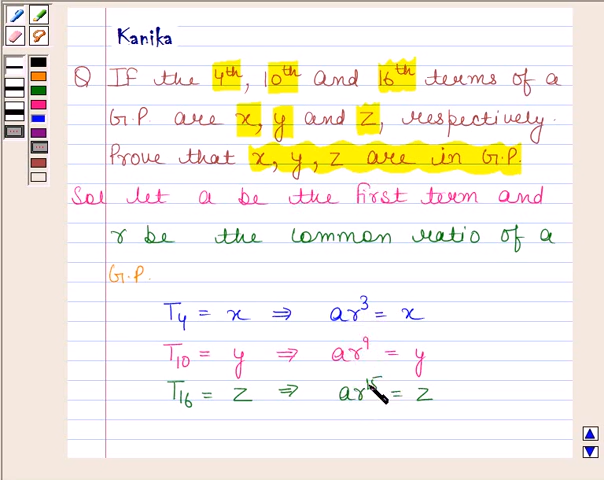 Kanika
Q If the 4th, 10th and 16th terms of a
G.P are x, y and z, respectively.
Prove that x, y, z are in G.P.
Sol let a be the first term and
r be the common ratio of a
G.P.
T₄ = x ⇒ ar³ = x
T₁₀ = y ⇒ ar⁹ = y
T₁₆ = z ⇒ ar¹⁵ = z